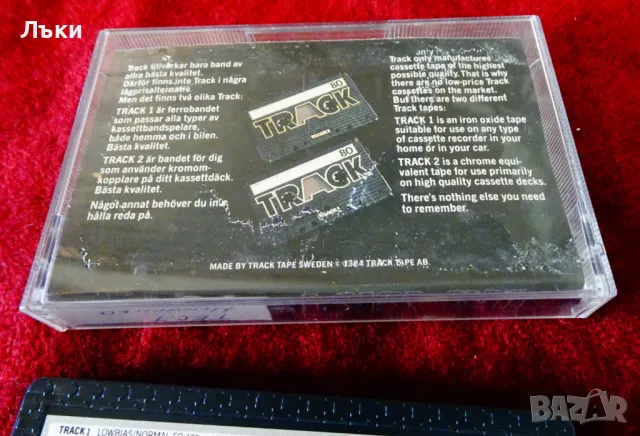 Лъки
Track tillverkar bara band av
allra bästa kvalitet.
Därför finns inte Track i några
lågprisalternativ.
Men det finns två olika Track:
TRACK 1 är ferrobandet
som passar alla typer av
kassettbandspelare,
både hemma och i bilen.
Bästa kvalitet.
TRACK 2 är bandet för dig
som använder kromom-
kopplare på ditt kassettdäck.
Bästa kvalitet.
Något annat behöver du inte
hålla reda på.
80
TRACK
80
TRACK
only
Track only manufactures
cassette tape of the highest
possible quality. That is why
there are no low-price Track
cassettes on the market.
But there are two different
Track tapes:
TRACK 1 is an iron oxide tape
suitable for use on any type
of cassette recorder in your
home or in your car.
TRACK 2 is a chrome equi-
valent tape for use primarily
on high quality cassette decks.
There's nothing else you need
to remember.
MADE BY TRACK TAPE SWEDEN © 1984 TRACK TAPE AB
TRACK 1 LOWBIAS/NORMAL EQ
BAZAR
bg